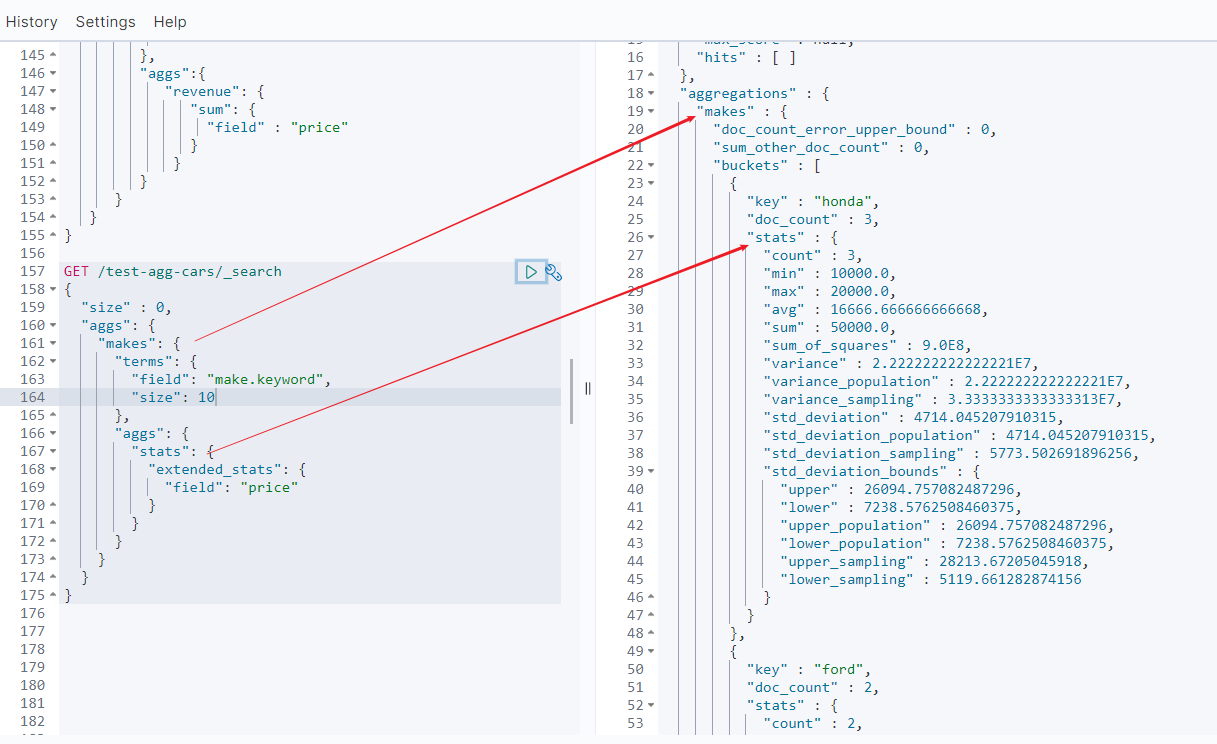 History Settings Help
145 },
146 "aggs":{
147 "revenue": {
148 "sum": {
149 "field" : "price"
150 }
151 }
152 }
153 }
154 }
155 }
156
157 GET /test-agg-cars/_search
158 {
159 "size" : 0,
160 "aggs": {
161 "makes": {
162 "terms": {
163 "field": "make.keyword",
164 "size": 10
165 },
166 "aggs": {
167 "stats": {
168 "extended_stats": {
169 "field": "price"
170 }
171 }
172 }
173 }
174 }
175 }
176
177
178
179
180
181
182
15 "max_score" : null,
16 "hits" : [ ]
17 },
18 "aggregations" : {
19 "makes" : {
20 "doc_count_error_upper_bound" : 0,
21 "sum_other_doc_count" : 0,
22 "buckets" : [
23 {
24 "key" : "honda",
25 "doc_count" : 3,
26 "stats" : {
27 "count" : 3,
28 "min" : 10000.0,
29 "max" : 20000.0,
30 "avg" : 16666.666666666668,
31 "sum" : 50000.0,
32 "sum_of_squares" : 9.0E8,
33 "variance" : 2.222222222222221E7,
34 "variance_population" : 2.222222222222221E7,
35 "variance_sampling" : 3.3333333333333313E7,
36 "std_deviation" : 4714.045207910315,
37 "std_deviation_population" : 4714.045207910315,
38 "std_deviation_sampling" : 5773.502691896256,
39 "std_deviation_bounds" : {
40 "upper" : 26094.757082487296,
41 "lower" : 7238.5762508460375,
42 "upper_population" : 26094.757082487296,
43 "lower_population" : 7238.5762508460375,
44 "upper_sampling" : 28213.67205045918,
45 "lower_sampling" : 5119.661282874156
46 }
47 }
48 },
49 {
50 "key" : "ford",
51 "doc_count" : 2,
52 "stats" : {
53 "count" : 2,